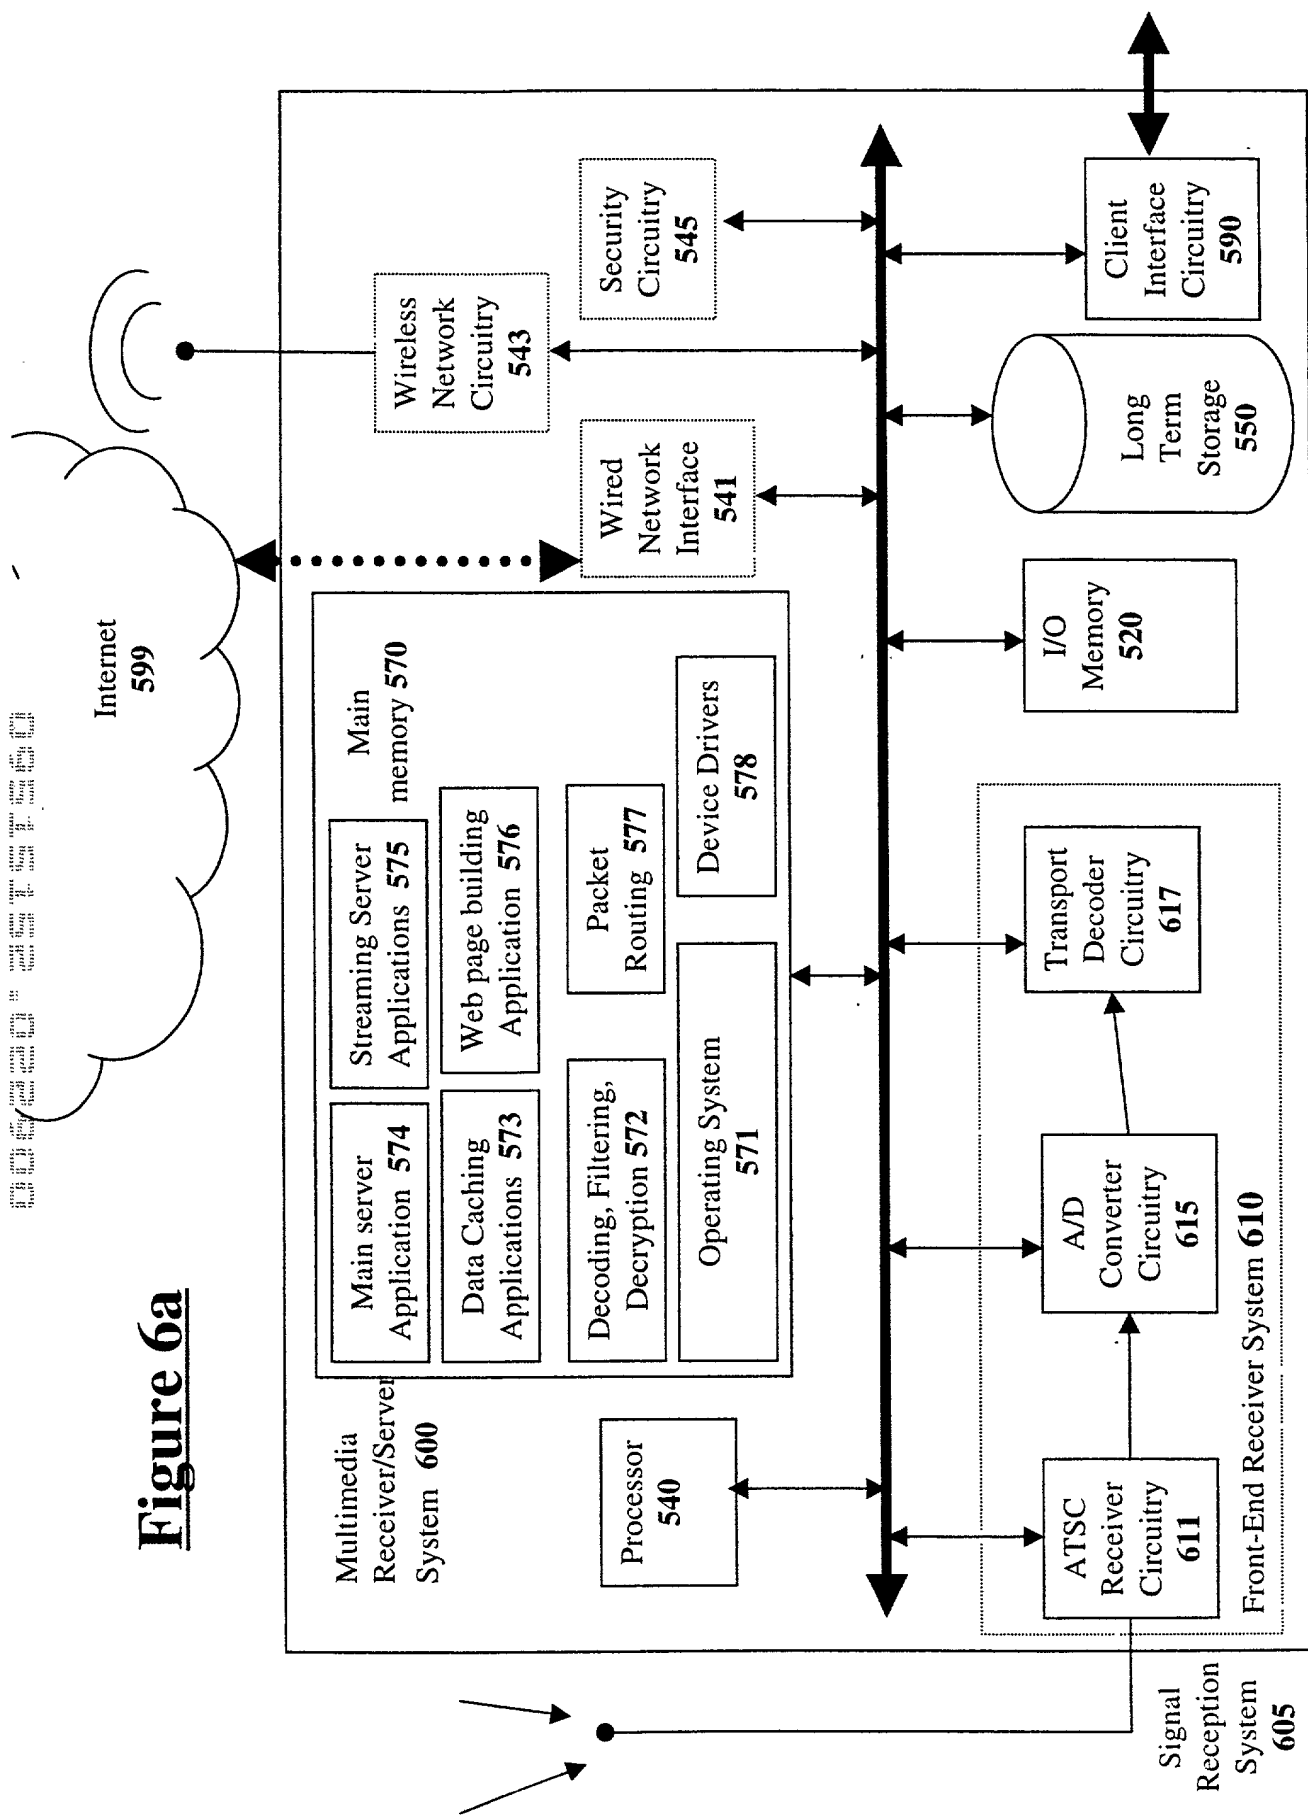 Figure 6a
Internet
599
Multimedia
Receiver/Server
System 600
Main server
Application 574
Streaming Server
Applications 575
Main
memory 570
Data Caching
Applications 573
Web page building
Application 576
Decoding, Filtering,
Decryption 572
Packet
Routing 577
Operating System
571
Device Drivers
578
Wired
Network
Interface
541
Wireless
Network
Circuitry
543
Security
Circuitry
545
Processor
540
Signal
Reception
System
605
ATSC
Receiver
Circuitry
611
A/D
Converter
Circuitry
615
Transport
Decoder
Circuitry
617
Front-End Receiver System 610
I/O
Memory
520
Long
Term
Storage
550
Client
Interface
Circuitry
590